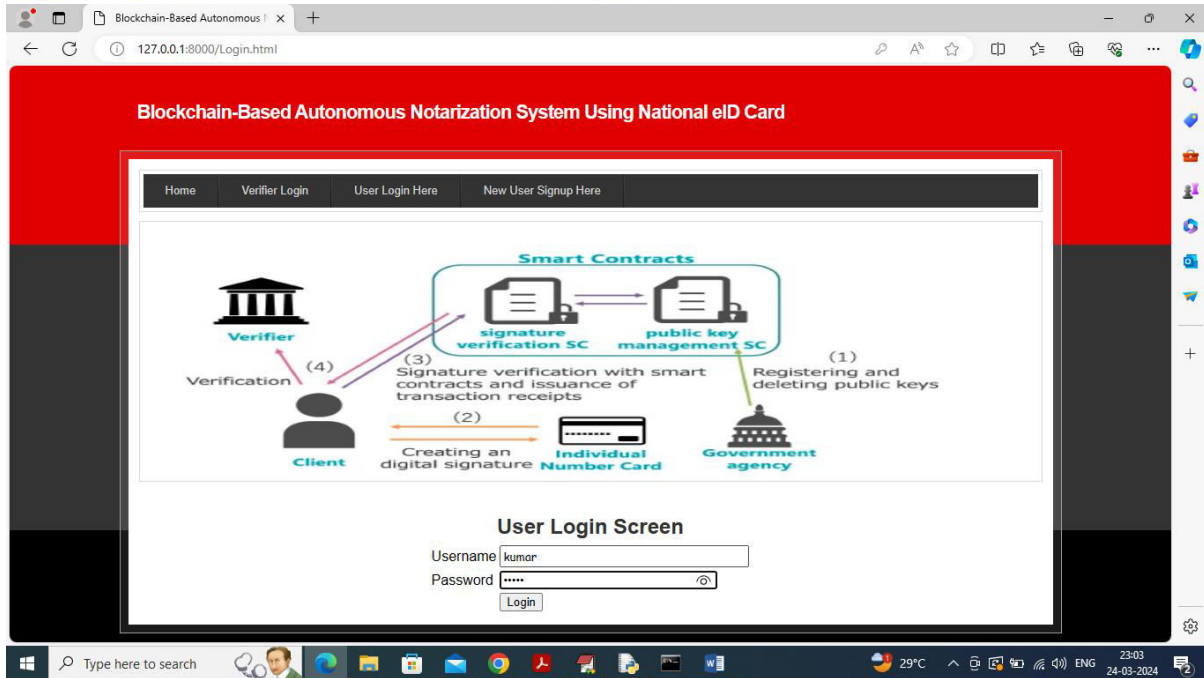 Blockchain-Based Autonomous N
127.0.0.1:8000/Login.html
Blockchain-Based Autonomous Notarization System Using National eID Card
Home Verifier Login User Login Here New User Signup Here
Smart Contracts
signature verification SC
public key management SC
Verifier
(1)
Registering and
deleting public keys
(4)
Verification
(3)
Signature verification with smart
contracts and issuance of
transaction receipts
(2)
Creating an
digital signature
Client
Individual
Number Card
Government
agency
User Login Screen
Username kumar
Password •••••
Login
Type here to search
29°C
ENG
23:03
24-03-2024
2